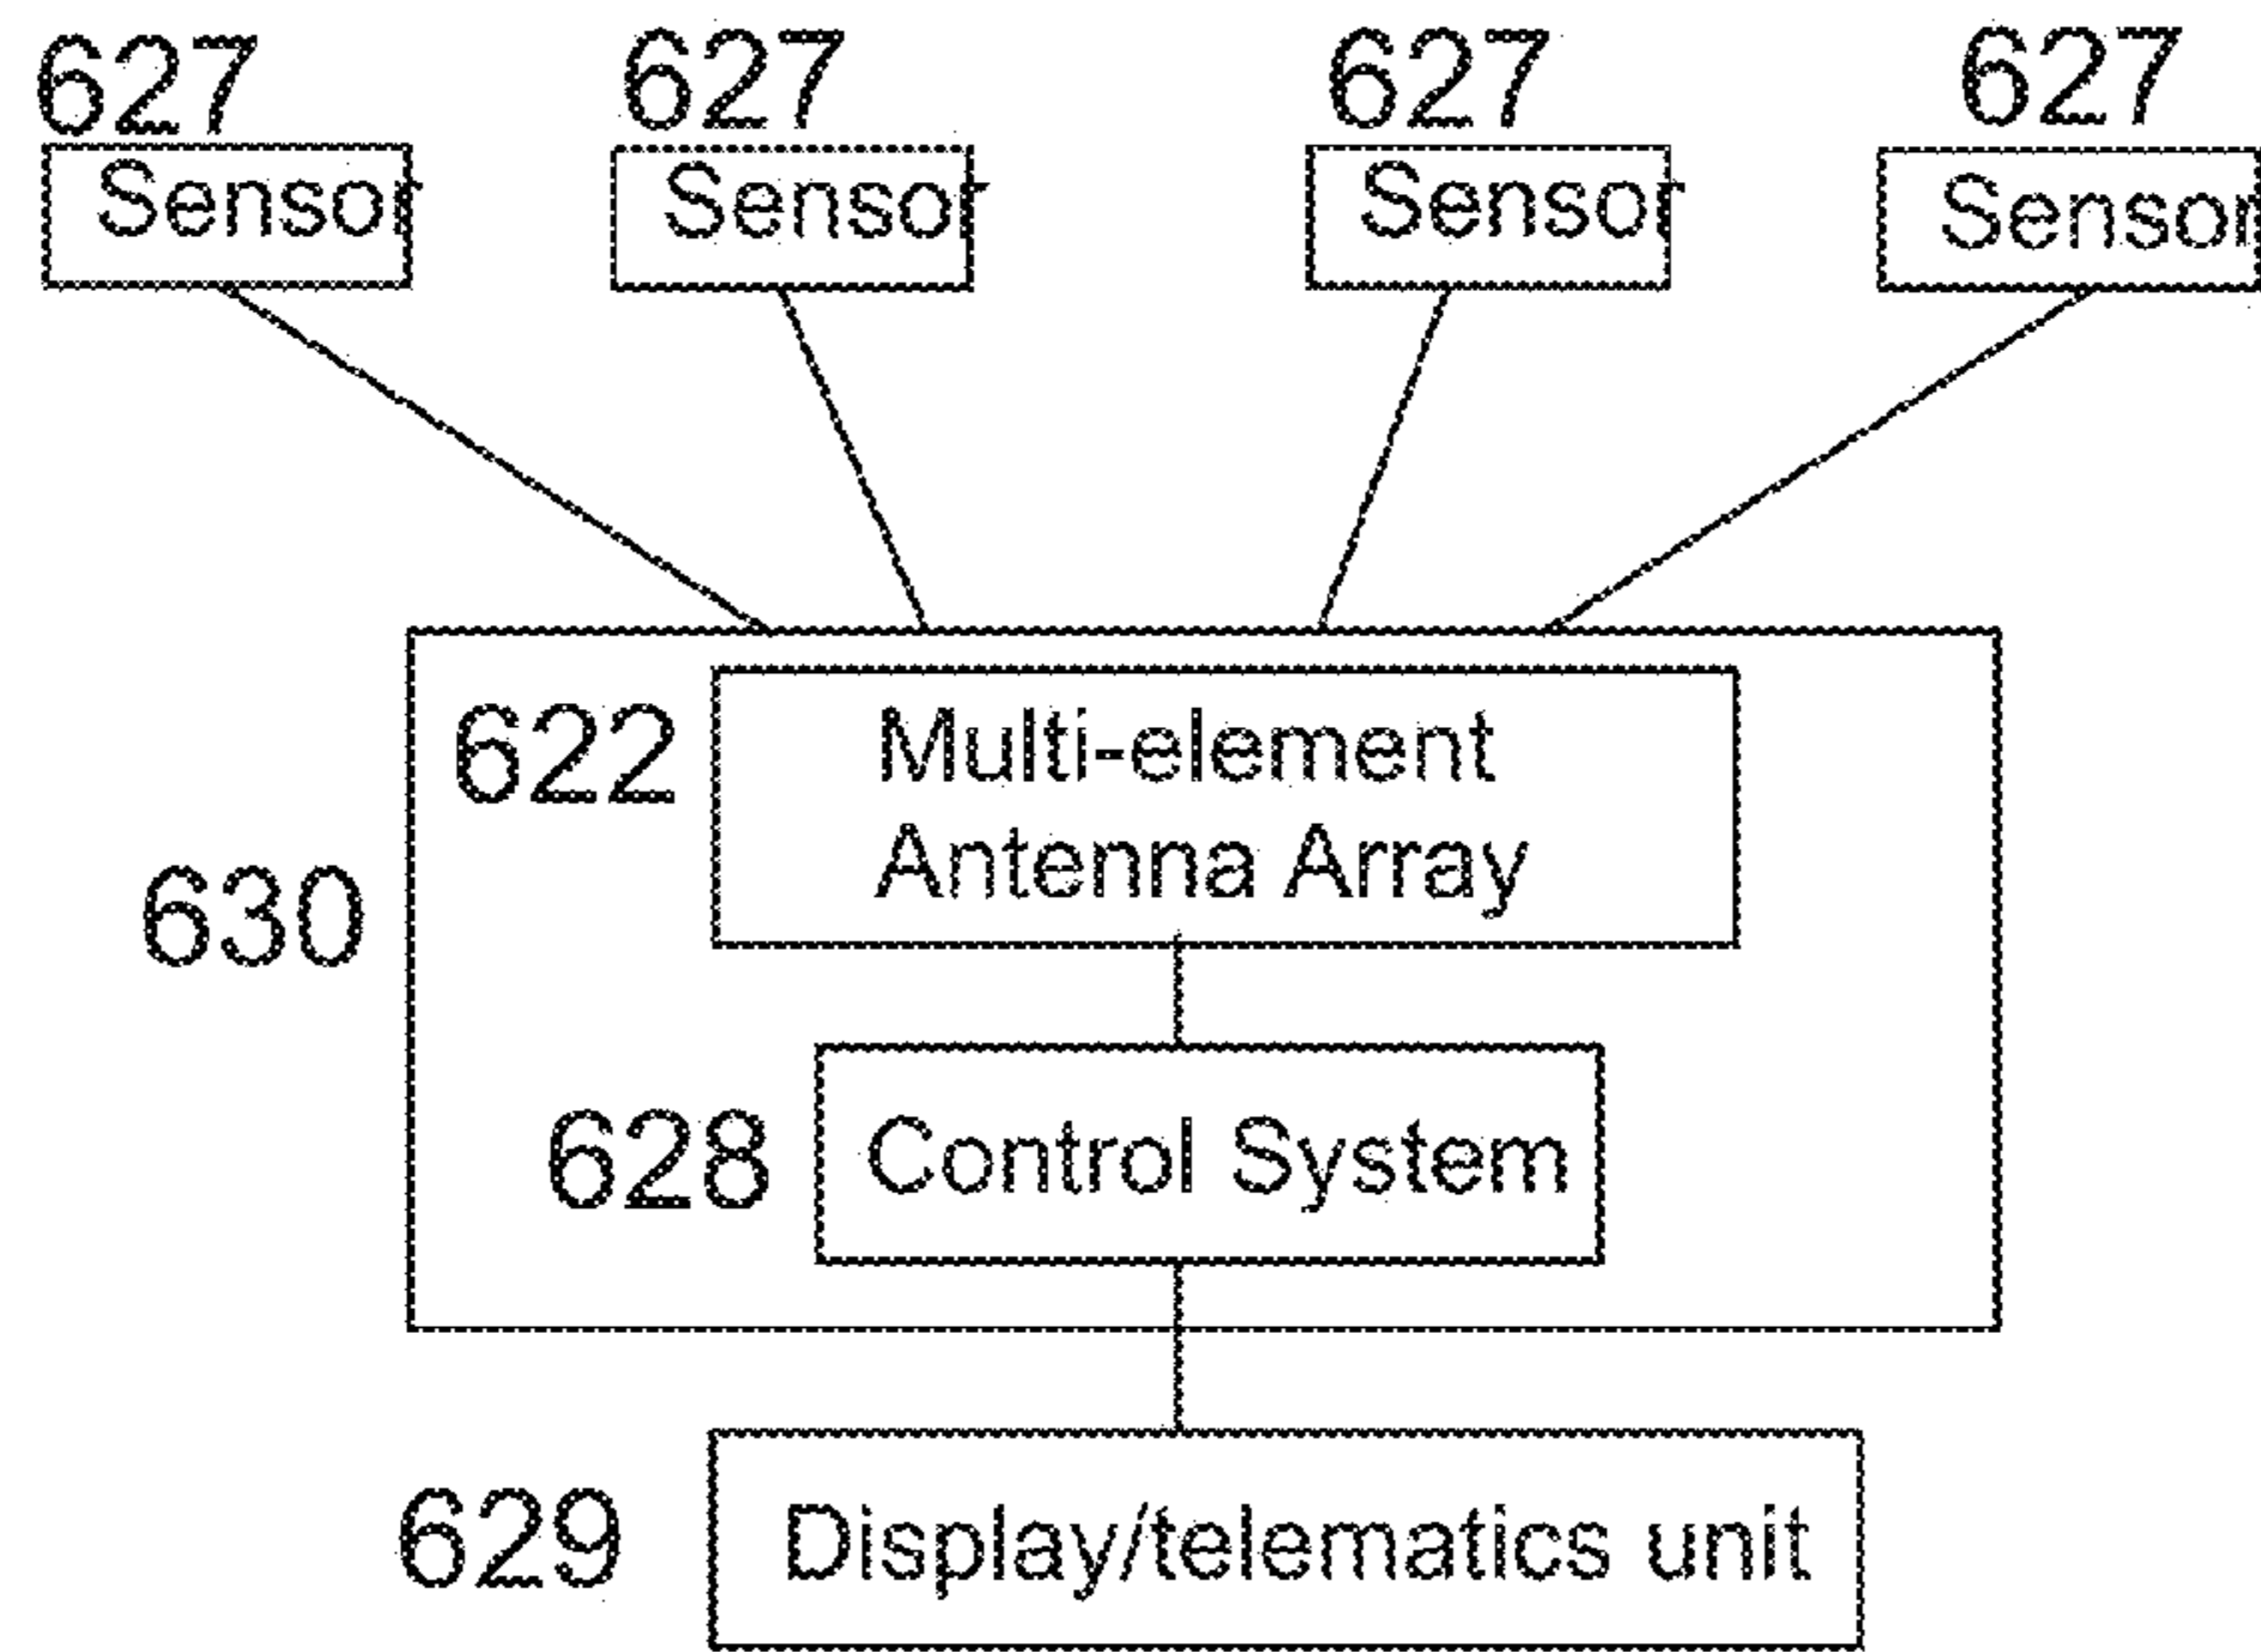 627 627 627 627
Sensor Sensor Sensor Sensor
622 Multi-element
Antenna Array
630
628 Control System
629 Display/telematics unit